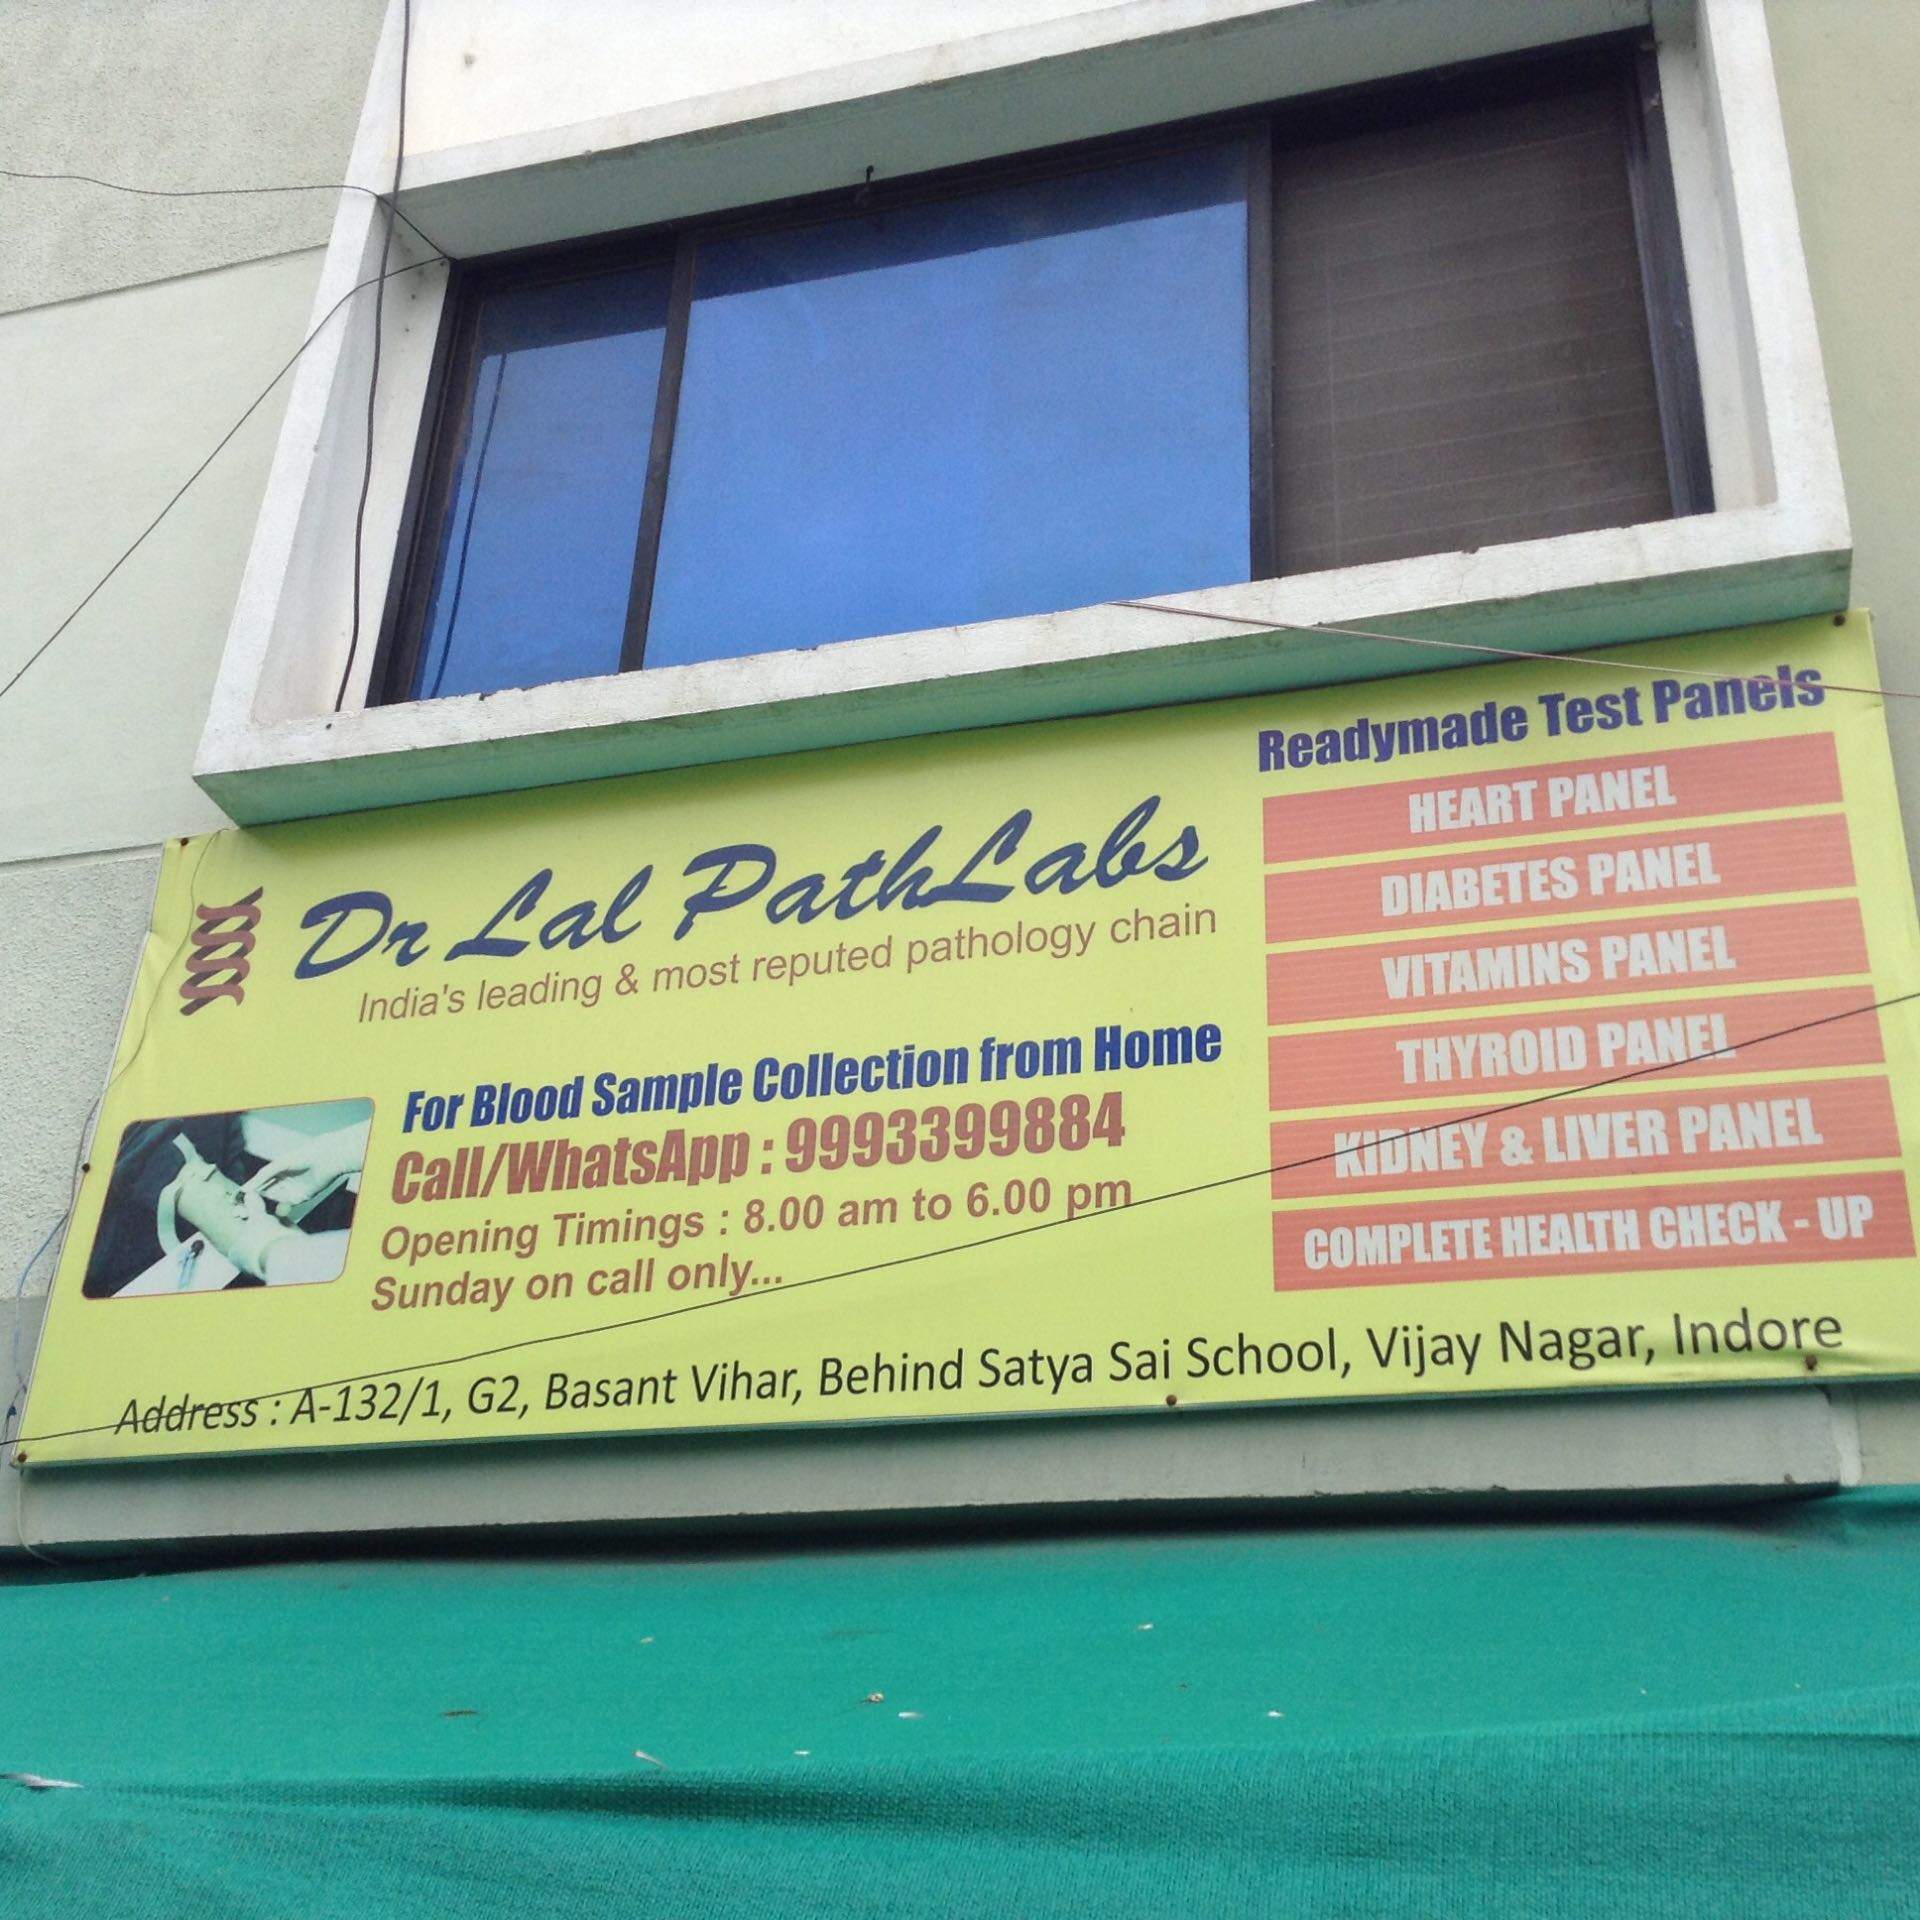 Dr Lal PathLabs
India's leading & most reputed pathology chain
For Blood Sample Collection from Home
Call/WhatsApp : 9993399884
Opening Timings : 8.00 am to 6.00 pm
Sunday on call only...
Readymade Test Panels
HEART PANEL
DIABETES PANEL
VITAMINS PANEL
THYROID PANEL
KIDNEY & LIVER PANEL
COMPLETE HEALTH CHECK - UP
Address : A-132/1, G2, Basant Vihar, Behind Satya Sai School, Vijay Nagar, Indore